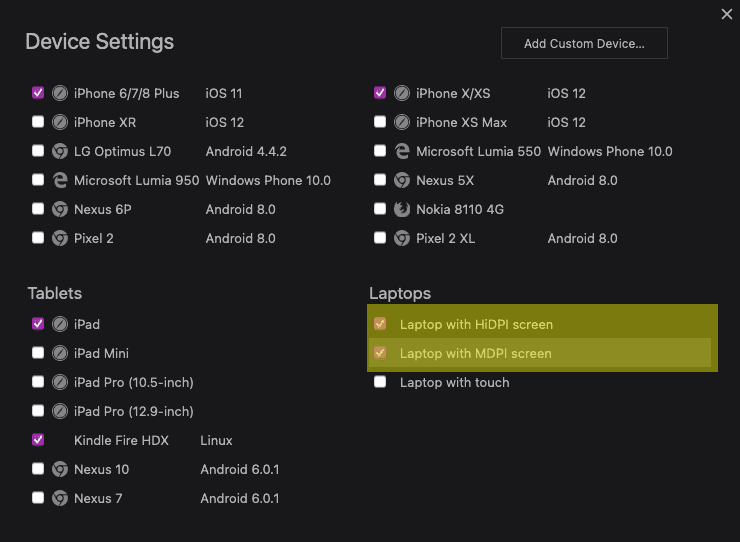 Device Settings
Add Custom Device...
iPhone 6/7/8 Plus iOS 11
iPhone X/XS iOS 12
iPhone XR iOS 12
iPhone XS Max iOS 12
LG Optimus L70 Android 4.4.2
Microsoft Lumia 550 Windows Phone 10.0
Microsoft Lumia 950 Windows Phone 10.0
Nexus 5X Android 8.0
Nexus 6P Android 8.0
Nokia 8110 4G
Pixel 2 Android 8.0
Pixel 2 XL Android 8.0
Tablets
iPad
iPad Mini
iPad Pro (10.5-inch)
iPad Pro (12.9-inch)
Kindle Fire HDX Linux
Nexus 10 Android 6.0.1
Nexus 7 Android 6.0.1
Laptops
Laptop with HiDPI screen
Laptop with MDPI screen
Laptop with touch